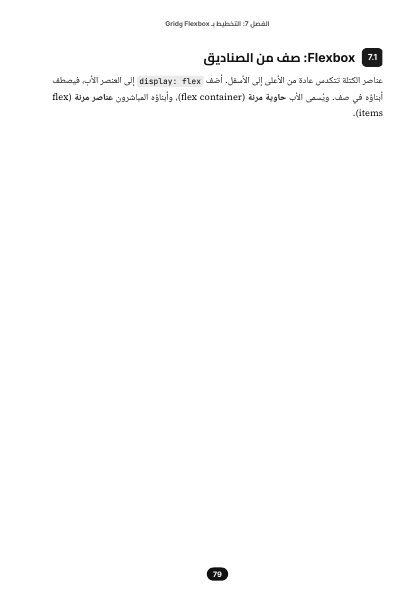 الفصل 7: التخطيط بـ Flexbox وGrid
7.1 Flexbox: صف من الصناديق
عناصر الكتلة تتكدس عادة من الأعلى إلى الأسفل. أضف display: flex إلى العنصر الأب، فيصطف
أبناؤه في صف. ويُسمى الأب حاوية مرنة (flex container)، وأبناؤه المباشرون عناصر مرنة (flex
items).
79